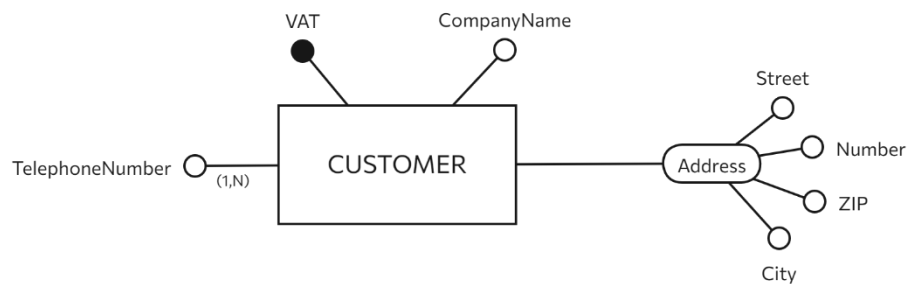 VAT
CompanyName
Street
TelephoneNumber
(1,N)
CUSTOMER
Address
Number
ZIP
City